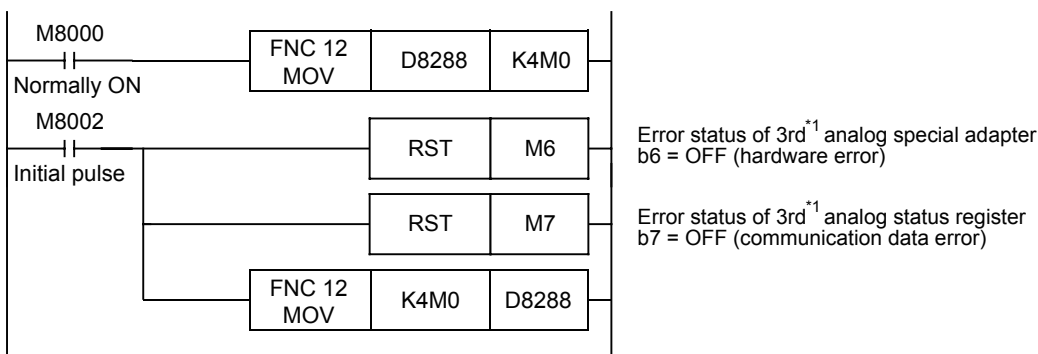 M8000
FNC 12
MOV
D8288
K4M0
Normally ON
M8002
RST
M6
Initial pulse
Error status of 3rd*1 analog special adapter
b6 = OFF (hardware error)
RST
M7
Error status of 3rd*1 analog status register
b7 = OFF (communication data error)
FNC 12
MOV
K4M0
D8288